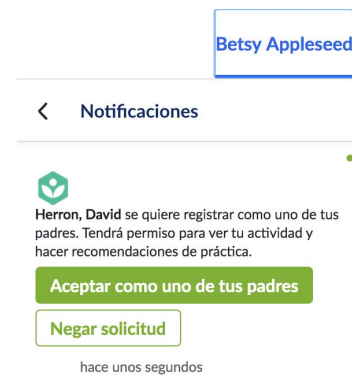 Betsy Appleseed
Notificaciones
Herron, David se quiere registrar como uno de tus
padres. Tendrá permiso para ver tu actividad y
hacer recomendaciones de práctica.
Aceptar como uno de tus padres
Negar solicitud
hace unos segundos